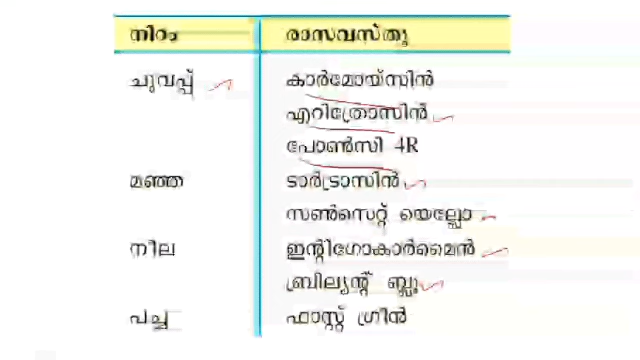 നിറം രാസവസ്തു
ചുവപ്പ് കാർമോയ്സിൻ
എറിത്രോസിൻ
പോൺസി 4R
മഞ്ഞ ടാർട്രാസിൻ
സൺസെറ്റ് യെല്ലോ
നീല ഇന്റിഗോകാർമൈൻ
ബ്രില്യന്റ് ബ്ലൂ
പച്ച ഫാസ്റ്റ് ഗ്രീൻ